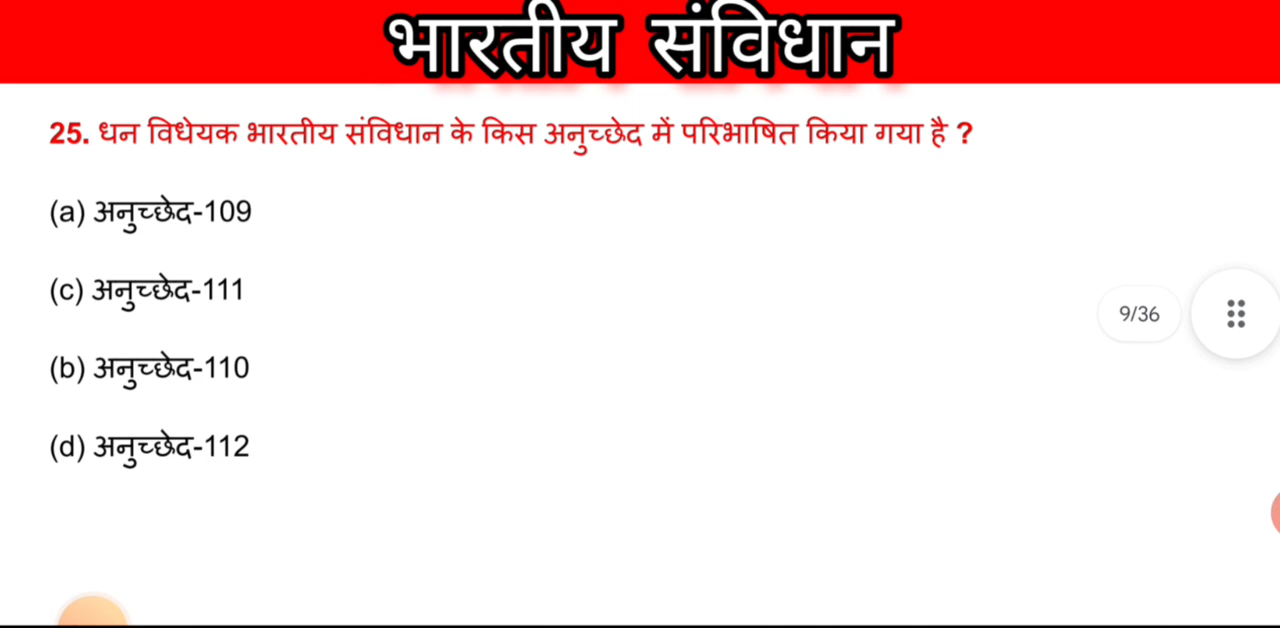 भारतीय संविधान
25. धन विधेयक भारतीय संविधान के किस अनुच्छेद में परिभाषित किया गया है ?
(a) अनुच्छेद-109
(c) अनुच्छेद-111
(b) अनुच्छेद-110
(d) अनुच्छेद-112
9/36